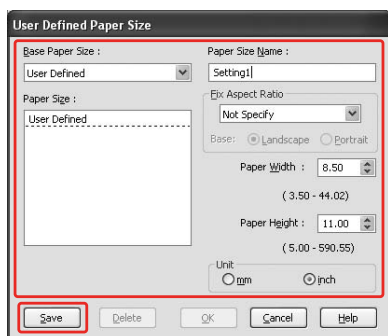 User Defined Paper Size
Base Paper Size :
User Defined
Paper Size :
User Defined
Paper Size Name :
Setting1
Fix Aspect Ratio
Not Specify
Base: Landscape Portrait
Paper Width : 8.50
( 3.50 - 44.02)
Paper Height : 11.00
( 5.00 - 590.55)
Unit
mm inch
Save Delete OK Cancel Help